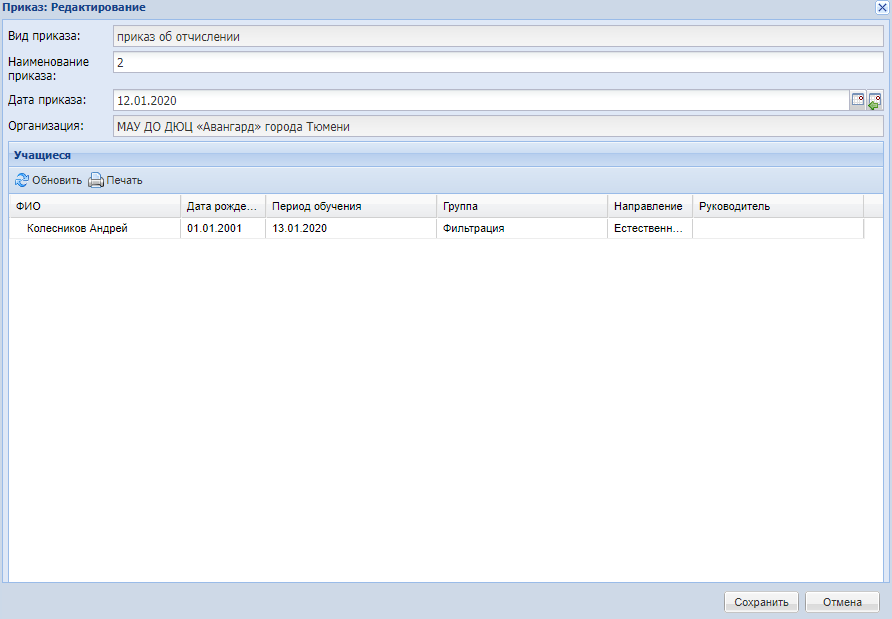 Приказ: Редактирование
Вид приказа: приказ об отчислении
Наименование
приказа: 2
Дата приказа: 12.01.2020
Организация: МАУ ДО ДЮЦ «Авангард» города Тюмени
Учащиеся
Обновить Печать
ФИО Дата рожде... Период обучения Группа Направление Руководитель
Колесников Андрей 01.01.2001 13.01.2020 Фильтрация Естественн...
Сохранить Отмена